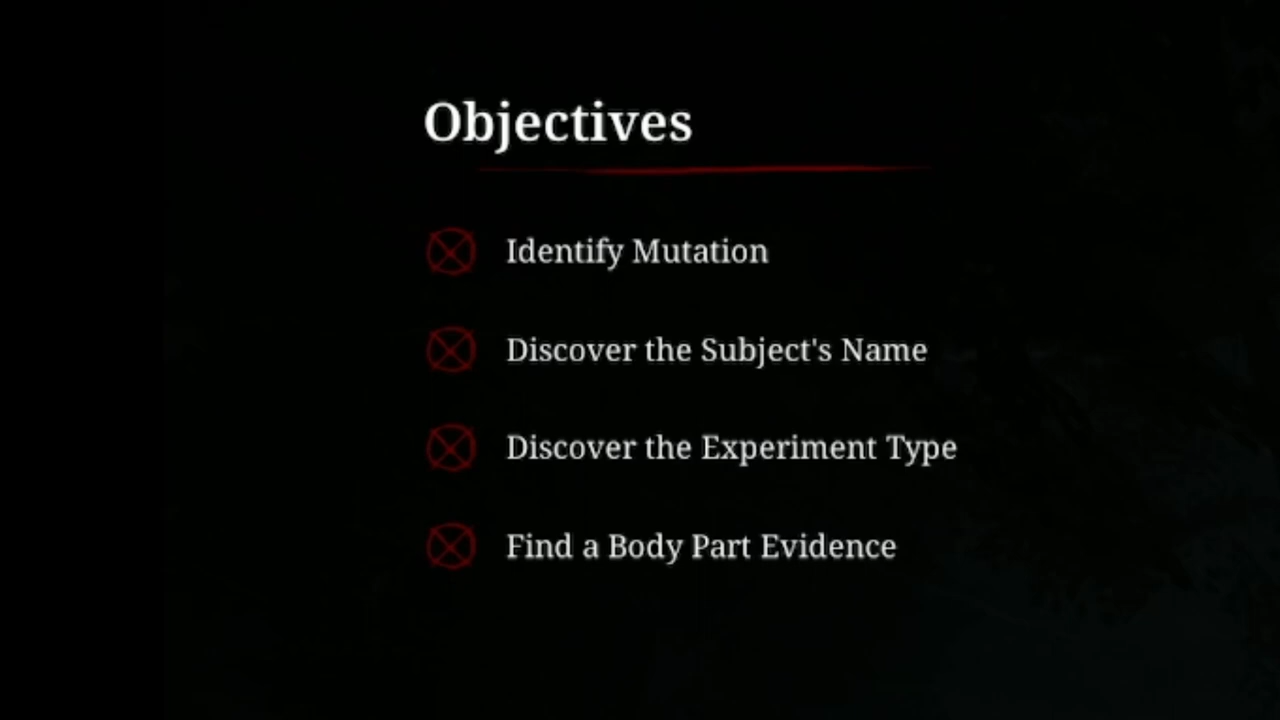 Objectives
Identify Mutation
Discover the Subject's Name
Discover the Experiment Type
Find a Body Part Evidence